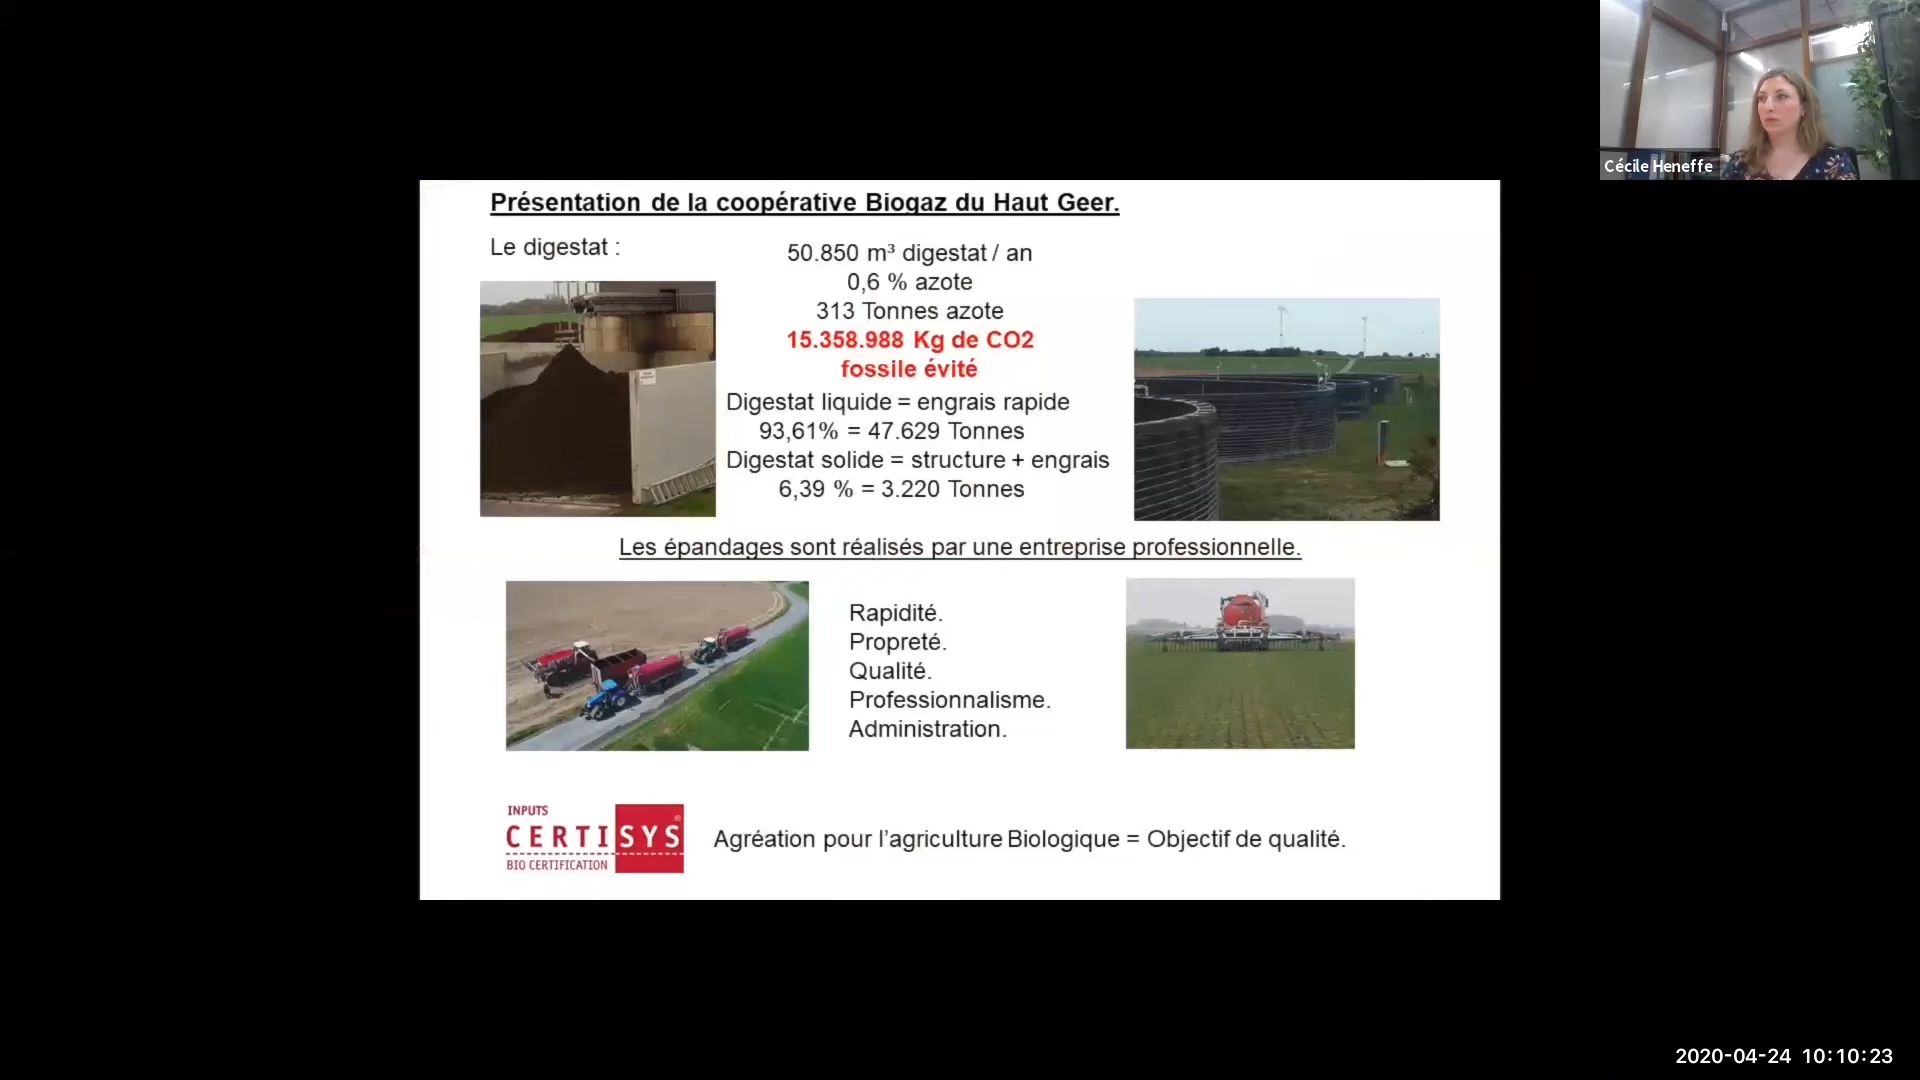 Cécile Heneffe
Présentation de la coopérative Biogaz du Haut Geer.
Le digestat :
50.850 m³ digestat / an
0,6 % azote
313 Tonnes azote
15.358.988 Kg de CO2
fossile évité
Digestat liquide = engrais rapide
93,61% = 47.629 Tonnes
Digestat solide = structure + engrais
6,39 % = 3.220 Tonnes
Les épandages sont réalisés par une entreprise professionnelle.
Rapidité.
Propreté.
Qualité.
Professionnalisme.
Administration.
INPUTS
CERTISYS®
BIO CERTIFICATION
Agréation pour l'agriculture Biologique = Objectif de qualité.
2020-04-24 10:10:23